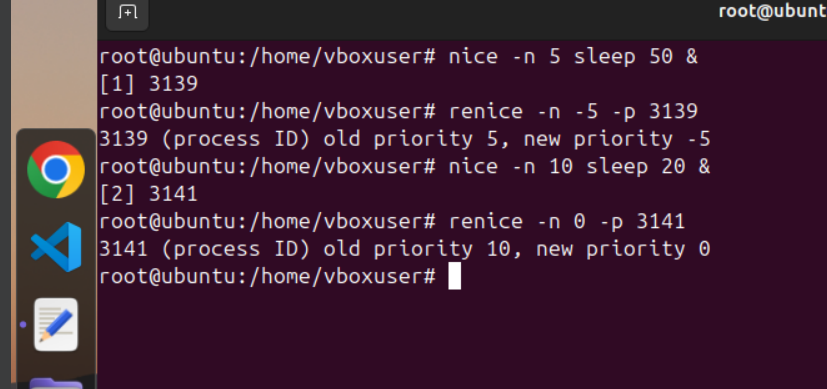 root@ubunt
root@ubuntu:/home/vboxuser# nice -n 5 sleep 50 &
[1] 3139
root@ubuntu:/home/vboxuser# renice -n -5 -p 3139
3139 (process ID) old priority 5, new priority -5
root@ubuntu:/home/vboxuser# nice -n 10 sleep 20 &
[2] 3141
root@ubuntu:/home/vboxuser# renice -n 0 -p 3141
3141 (process ID) old priority 10, new priority 0
root@ubuntu:/home/vboxuser#